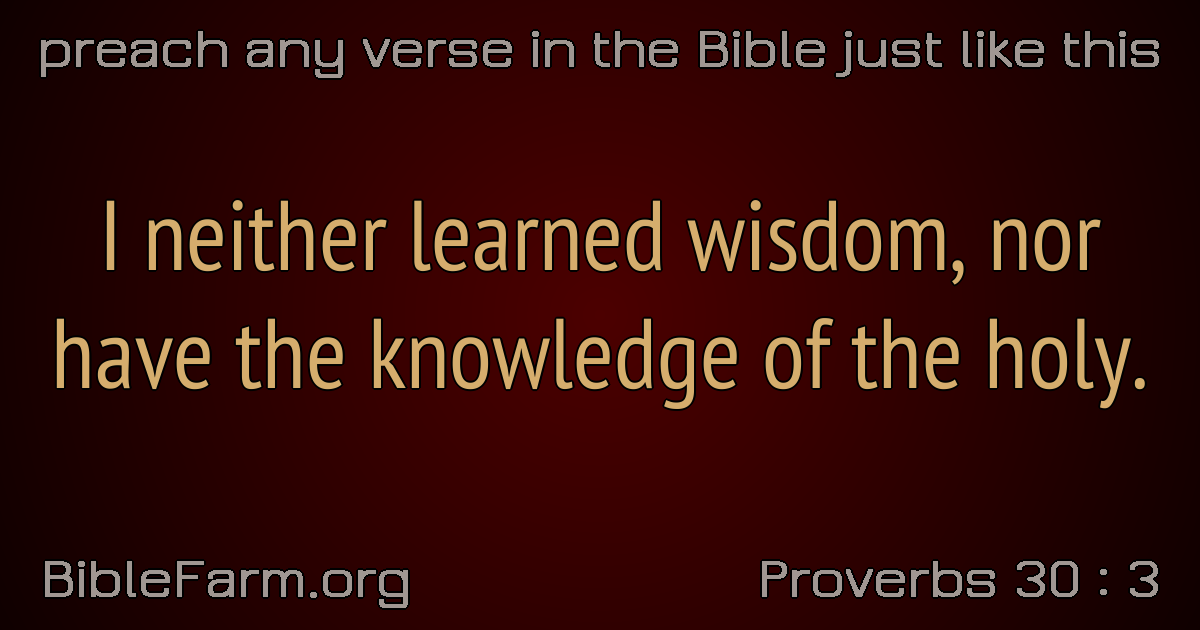 preach any verse in the Bible just like this
I neither learned wisdom, nor
have the knowledge of the holy.
BibleFarm.org
Proverbs 30 : 3